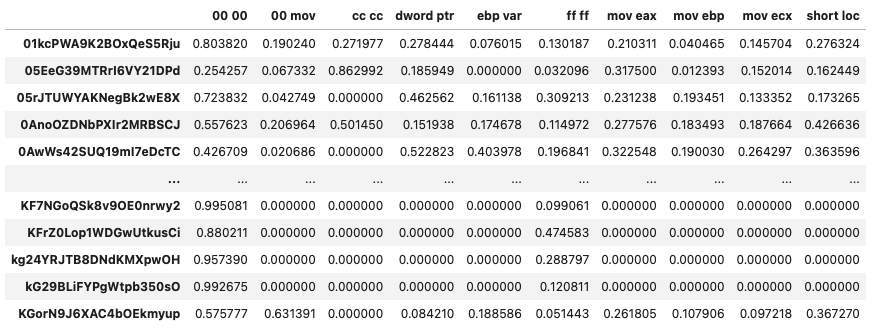 00 00 00 mov cc cc dword ptr ebp var ff ff mov eax mov ebp mov ecx short loc
01kcPWA9K2BOxQeS5Rju 0.803820 0.190240 0.271977 0.278444 0.076015 0.130187 0.210311 0.040465 0.145704 0.276324
05EeG39MTRrI6VY21DPd 0.254257 0.067332 0.862992 0.185949 0.000000 0.032096 0.317500 0.012393 0.152014 0.162449
05rJTUWYAKNegBk2wE8X 0.723832 0.042749 0.000000 0.462562 0.161138 0.309213 0.231238 0.193451 0.133352 0.173265
0AnoOZDNbPXIr2MRBSCJ 0.557623 0.206964 0.501450 0.151938 0.174678 0.114972 0.277576 0.183493 0.187664 0.426636
0AwWs42SUQ19mI7eDcTC 0.426709 0.020686 0.000000 0.522823 0.403978 0.196841 0.322548 0.190030 0.264297 0.363596
... ... ... ... ... ... ... ... ... ... ...
KF7NGoQSk8v9OE0nrwy2 0.995081 0.000000 0.000000 0.000000 0.000000 0.099061 0.000000 0.000000 0.000000 0.000000
KFrZ0Lop1WDGwUtkusCi 0.880211 0.000000 0.000000 0.000000 0.000000 0.474583 0.000000 0.000000 0.000000 0.000000
kg24YRJTB8DNdKMXpwOH 0.957390 0.000000 0.000000 0.000000 0.000000 0.288797 0.000000 0.000000 0.000000 0.000000
kG29BLiFYPgWtpb350sO 0.992675 0.000000 0.000000 0.000000 0.000000 0.120811 0.000000 0.000000 0.000000 0.000000
KGorN9J6XAC4bOEkmyup 0.575777 0.631391 0.000000 0.084210 0.188586 0.051443 0.261805 0.107906 0.097218 0.367270